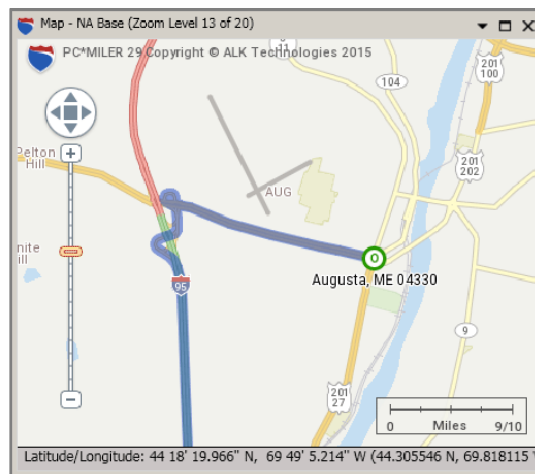 Map - NA Base (Zoom Level 13 of 20)
PC*MILER 29 Copyright © ALK Technologies 2015
11
104
201
100
Pelton
Hill
201
202
AUG
nite
Augusta, ME 04330
95
9
201
27
0 Miles 9/10
Latitude/Longitude: 44 18' 19.966" N, 69 49' 5.214" W (44.305546 N, 69.818115